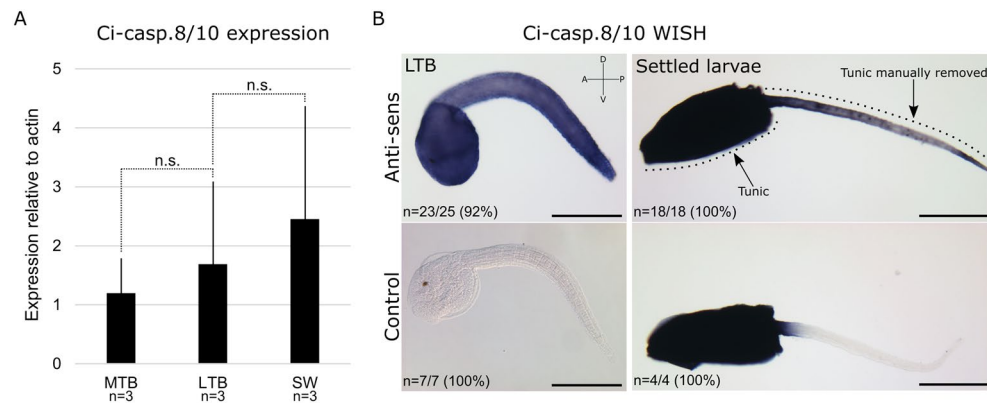 A
Ci-casp.8/10 expression
Expression relative to actin
5
4
3
2
1
0
n.s.
n.s.
MTB
n=3
LTB
n=3
SW
n=3
B
Ci-casp.8/10 WISH
Anti-sens
LTB
D
A
P
V
n=23/25 (92%)
Settled larvae
Tunic manually removed
Tunic
n=18/18 (100%)
Control
n=7/7 (100%)
n=4/4 (100%)